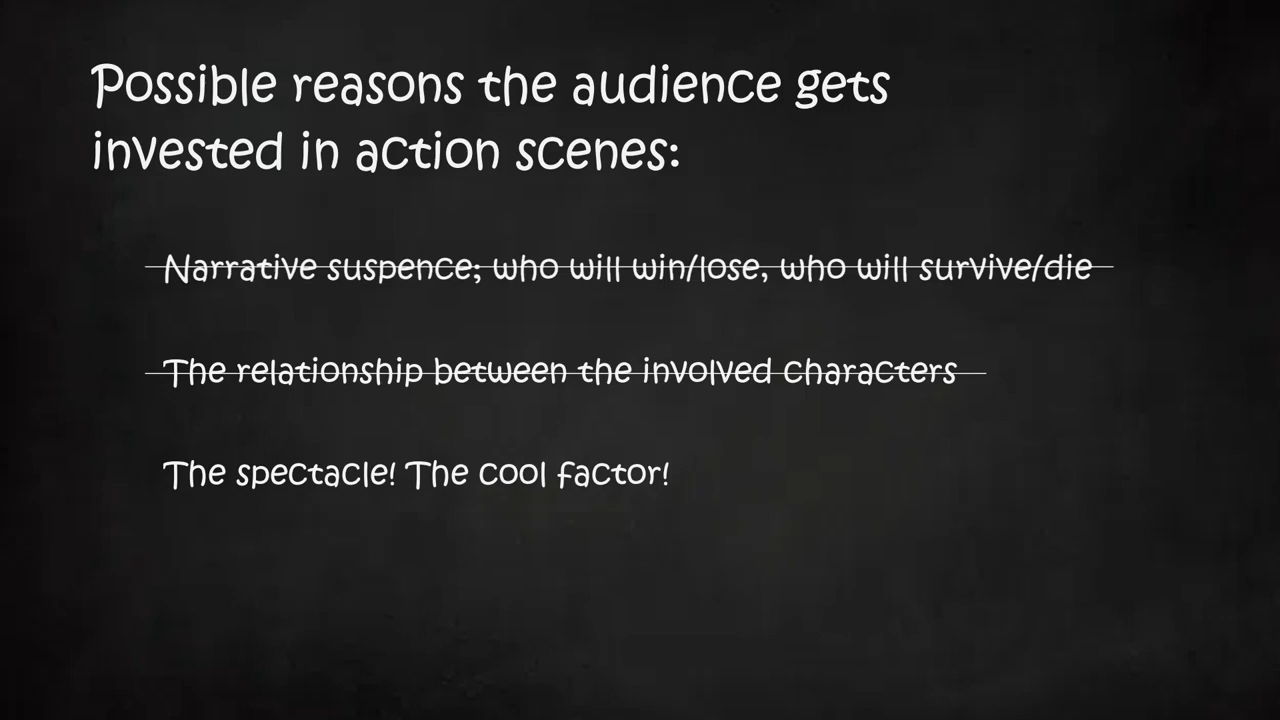 Possible reasons the audience gets
invested in action scenes:
Narrative suspence; who will win/lose, who will survive/die
The relationship between the involved characters
The spectacle! The cool factor!